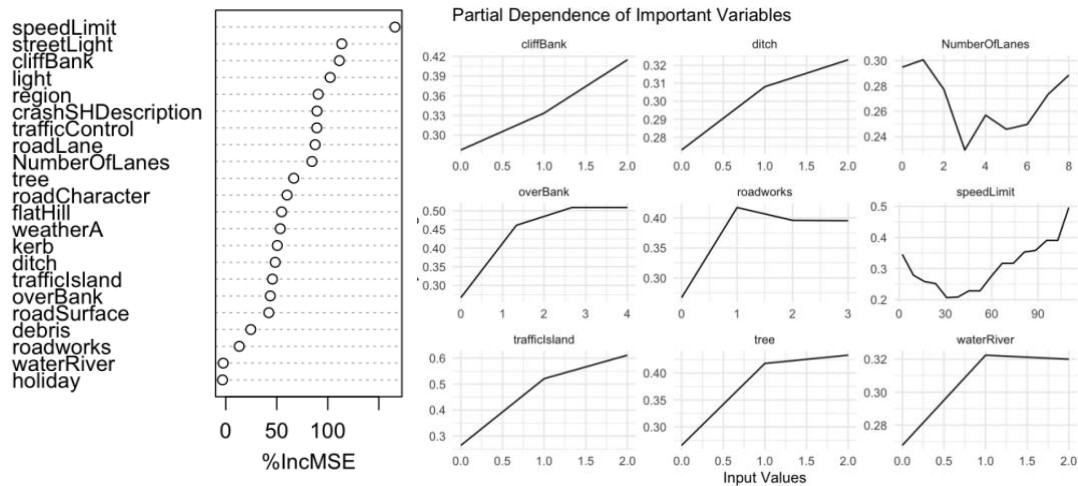 speedLimit
streetLight
cliffBank
light
region
crashSHDescription
trafficControl
roadLane
NumberOfLanes
tree
roadCharacter
flatHill
weatherA
kerb
ditch
trafficIsland
overBank
roadSurface
debris
roadworks
waterRiver
holiday
0 50 100
%IncMSE
Partial Dependence of Important Variables
cliffBank ditch NumberOfLanes
0.42
0.39
0.36
0.33
0.30
0.0 0.5 1.0 1.5 2.0
0.32
0.31
0.30
0.29
0.28
0.0 0.5 1.0 1.5 2.0
0.30
0.28
0.26
0.24
0 2 4 6 8
overBank roadworks speedLimit
0.50
0.45
0.40
0.35
0.30
0 1 2 3 4
0.40
0.35
0.30
0 1 2 3
0.5
0.4
0.3
0.2
0 30 60 90
trafficIsland tree waterRiver
0.6
0.5
0.4
0.3
0.0 0.5 1.0 1.5 2.0
0.40
0.35
0.30
0.0 0.5 1.0 1.5 2.0
0.32
0.30
0.28
0.0 0.5 1.0 1.5 2.0
Input Values